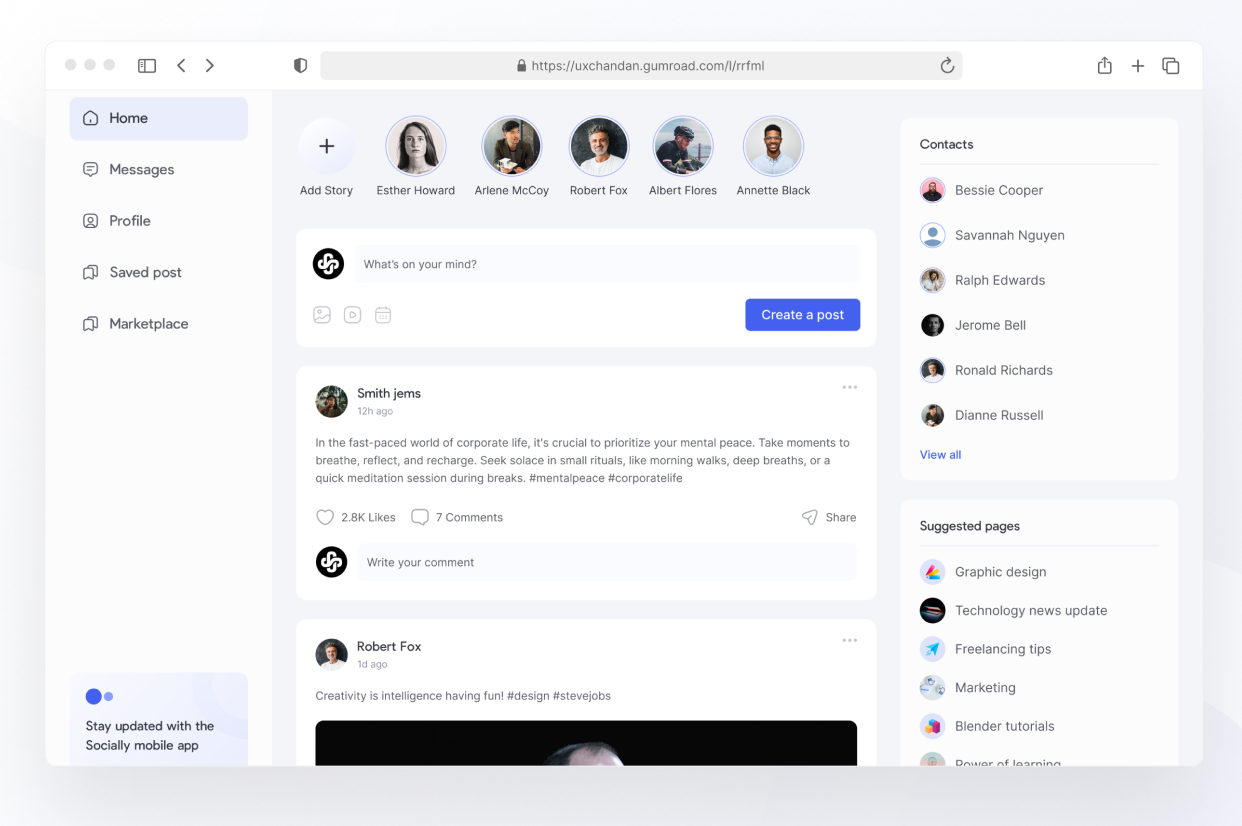 https://uxchandan.gumroad.com/l/rrfml
Home
Messages
Profile
Saved post
Marketplace
Stay updated with the
Socially mobile app
Add Story
Esther Howard
Arlene McCoy
Robert Fox
Albert Flores
Annette Black
What's on your mind?
Create a post
Smith jems
12h ago
In the fast-paced world of corporate life, it's crucial to prioritize your mental peace. Take moments to
breathe, reflect, and recharge. Seek solace in small rituals, like morning walks, deep breaths, or a
quick meditation session during breaks. #mentalpeace #corporatelife
2.8K Likes
7 Comments
Share
Write your comment
Robert Fox
1d ago
Creativity is intelligence having fun! #design #stevejobs
Contacts
Bessie Cooper
Savannah Nguyen
Ralph Edwards
Jerome Bell
Ronald Richards
Dianne Russell
View all
Suggested pages
Graphic design
Technology news update
Freelancing tips
Marketing
Blender tutorials
Power of learning